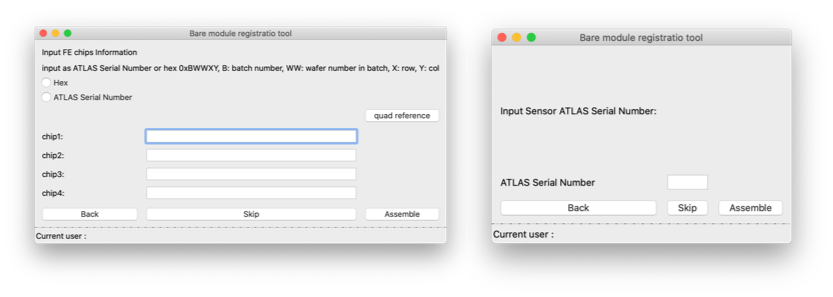 Bare module registratio tool
Input FE chips Information
input as ATLAS Serial Number or hex 0xBWWXY, B: batch number, WW: wafer number in batch, X: row, Y: col
Hex
ATLAS Serial Number
quad reference
chip1:
chip2:
chip3:
chip4:
Back Skip Assemble
Current user :
Bare module registratio tool
Input Sensor ATLAS Serial Number:
ATLAS Serial Number
Back Skip Assemble
Current user :